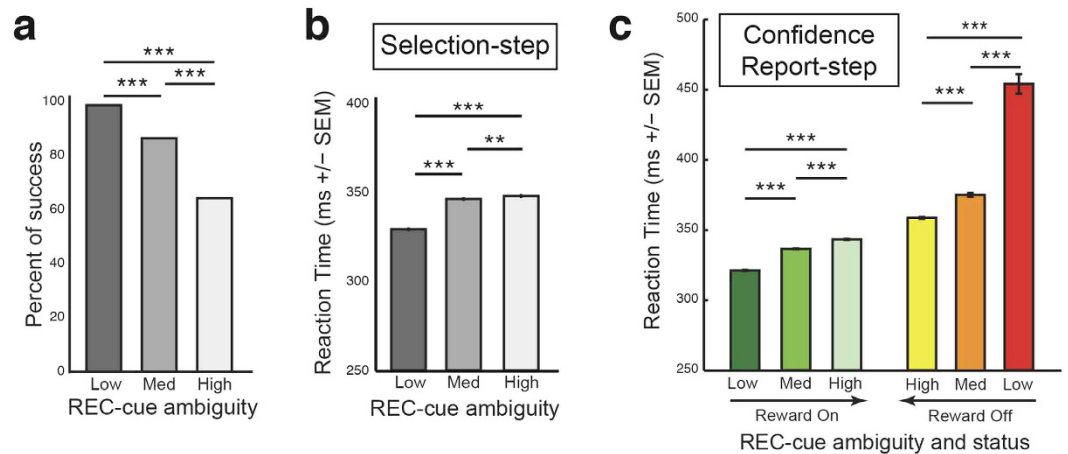 a
***
***
***
Percent of success
100
80
60
40
20
0
Low Med High
REC-cue ambiguity
b
Selection-step
Reaction Time (ms +/− SEM)
400
350
300
250
***
***
**
Low Med High
REC-cue ambiguity
c
Confidence
Report-step
Reaction Time (ms +/− SEM)
500
450
400
350
300
250
***
***
***
***
***
***
Low Med High High Med Low
Reward On Reward Off
REC-cue ambiguity and status